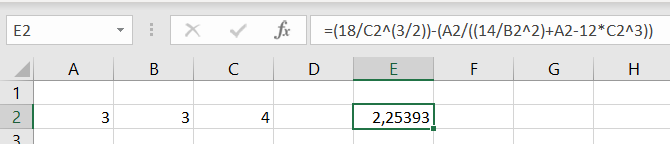 E2 fx =(18/C2^(3/2))-(A2/((14/B2^2)+A2-12*C2^3))
A B C D E F G H
1
2 3 3 4 2,25393
3